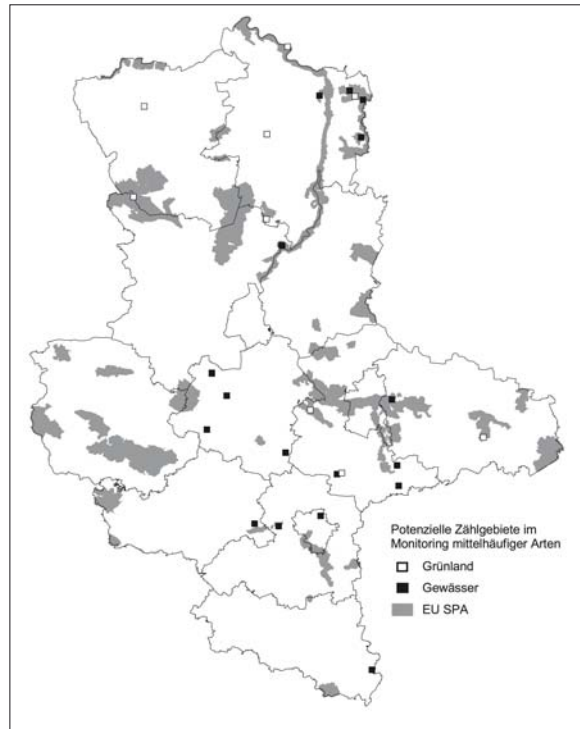 Potenzielle Zählgebiete im
Monitoring mittelhäufiger Arten
Grünland
Gewässer
EU SPA